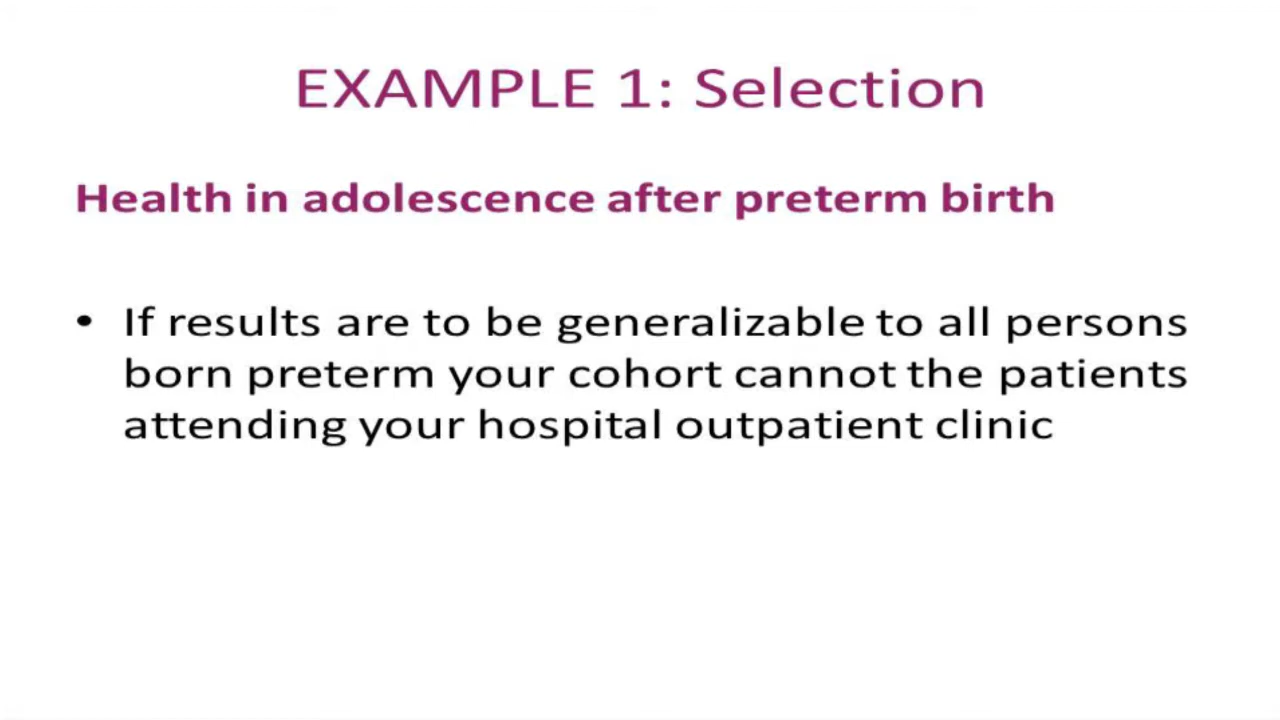 EXAMPLE 1: Selection
Health in adolescence after preterm birth
• If results are to be generalizable to all persons
born preterm your cohort cannot the patients
attending your hospital outpatient clinic